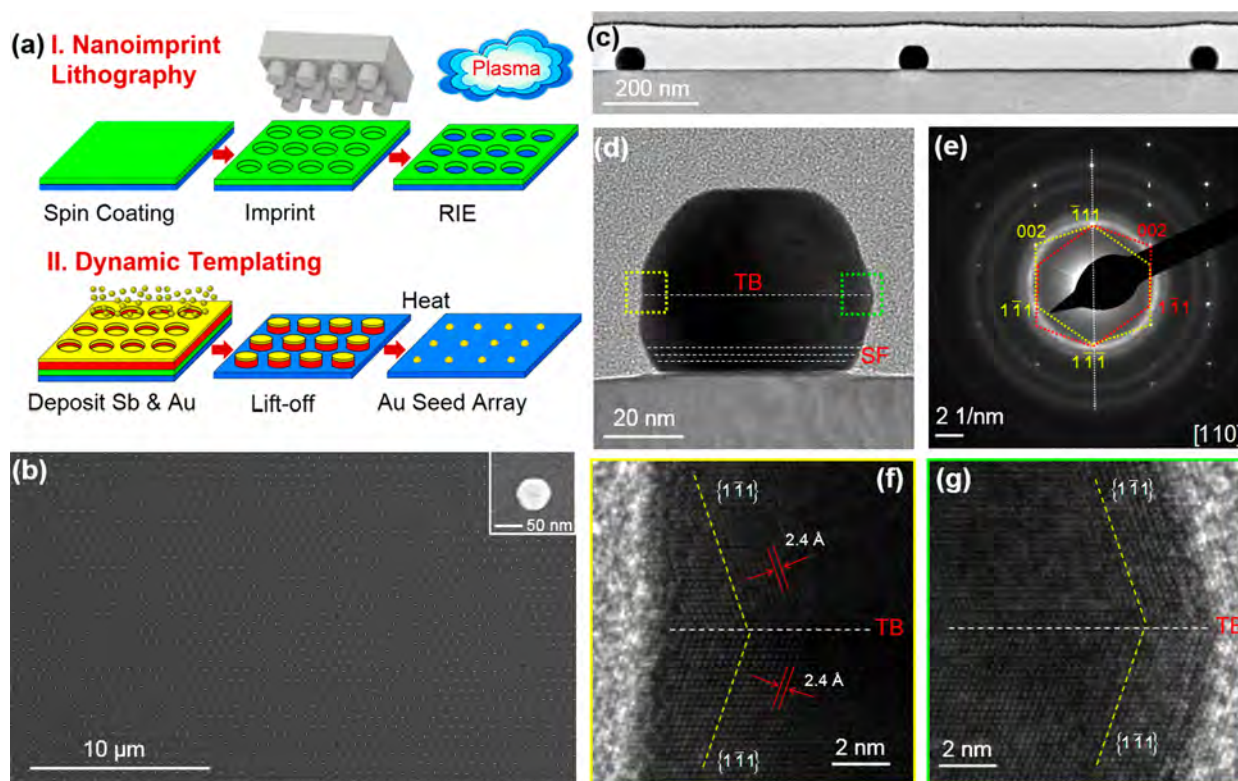 (a) I. Nanoimprint
Lithography
Plasma
Spin Coating
Imprint
RIE
II. Dynamic Templating
Heat
Deposit Sb & Au
Lift-off
Au Seed Array
(b)
50 nm
10 µm
(c)
200 nm
(d)
TB
SF
20 nm
(e)
1̄11
002
002
11̄1
11̄1
11̄1̄
2 1/nm
[110]
(f)
{11̄1}
2.4 Å
TB
2.4 Å
{11̄1}
2 nm
(g)
{11̄1}
TB
{11̄1}
2 nm